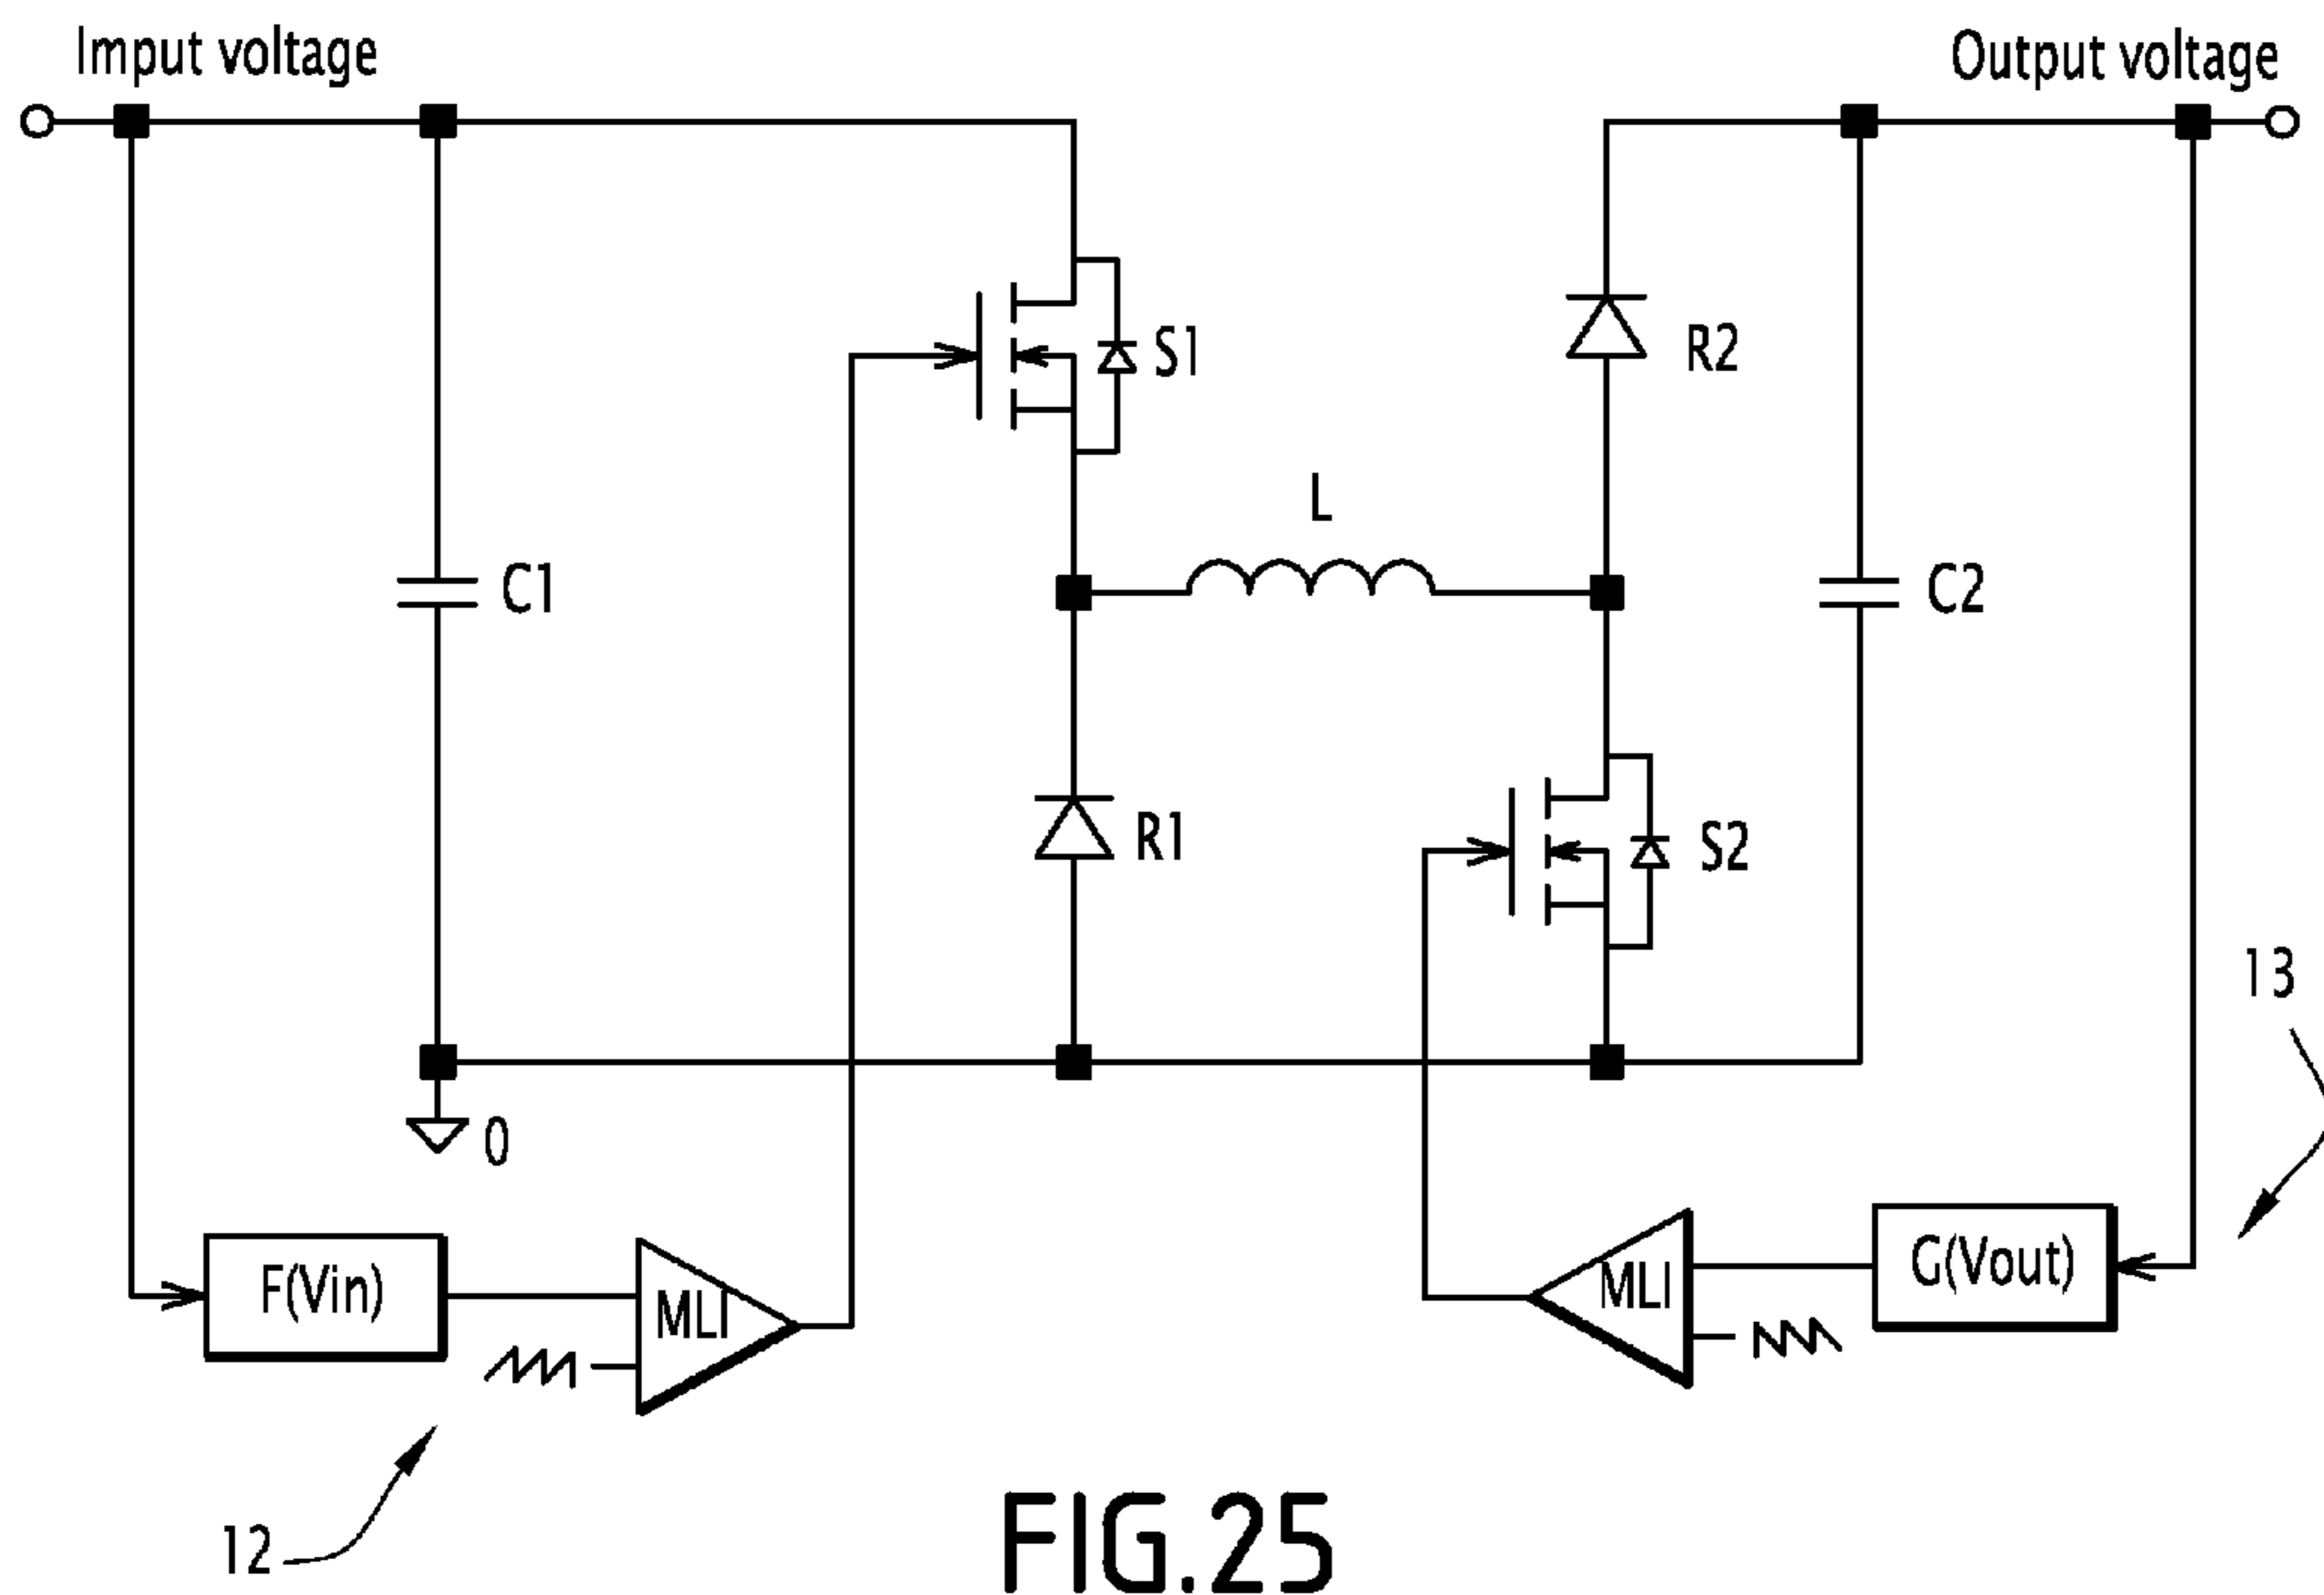 Imput voltage
Output voltage
S1
R2
L
C1
C2
R1
S2
13
0
F(Vin)
MLI
MLI
G(Vout)
12
FIG.25